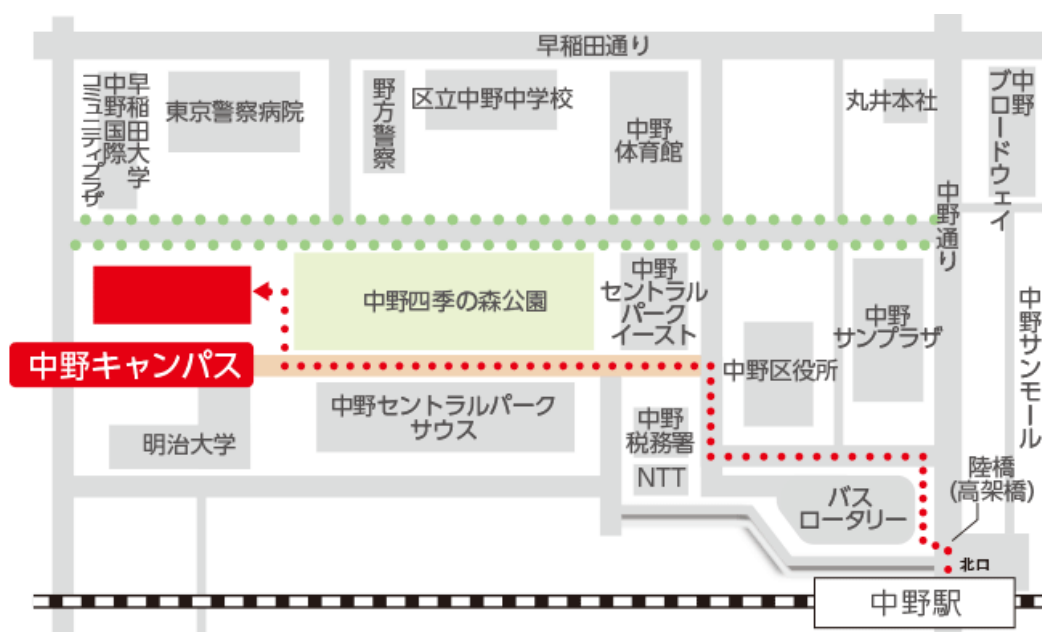 早稲田通り
早稲田大学
中野国際
コミュニティプラザ
東京警察病院
野方警察
区立中野中学校
中野
体育館
丸井本社
中野
ブロードウェイ
中野通り
中野四季の森公園
中野
セントラル
パーク
イースト
中野
サンプラザ
中野サンモール
中野キャンパス
中野区役所
中野セントラルパーク
サウス
明治大学
中野
税務署
NTT
バス
ロータリー
陸橋
(高架橋)
北口
中野駅